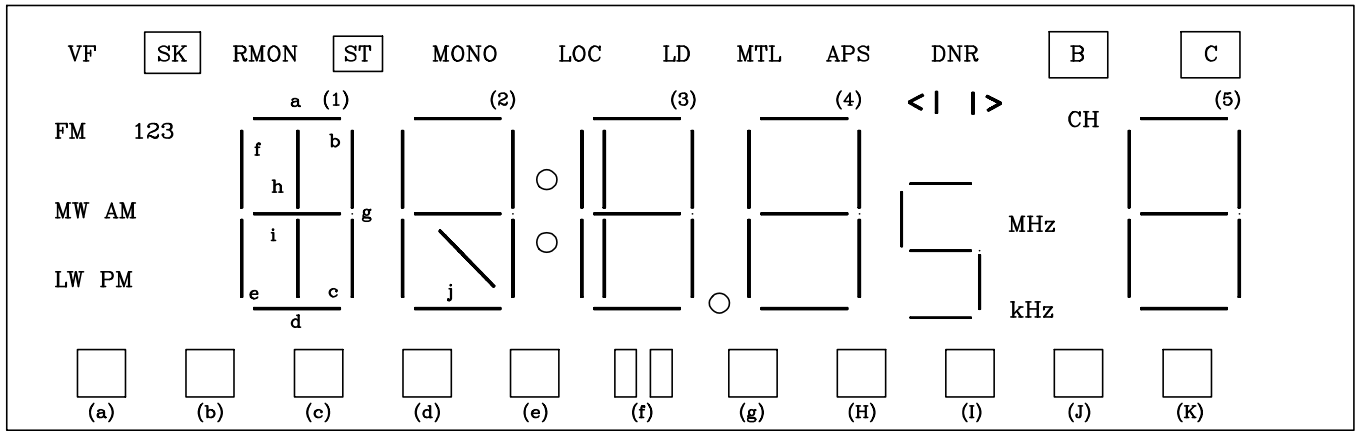 VF SK RMON ST MONO LOC LD MTL APS DNR B C
a (1) (2) (3) (4) <| |> (5)
FM 123 f b CH
h
MW AM g
i MHz
LW PM e c j
d kHz
(a) (b) (c) (d) (e) (f) (g) (H) (I) (J) (K)